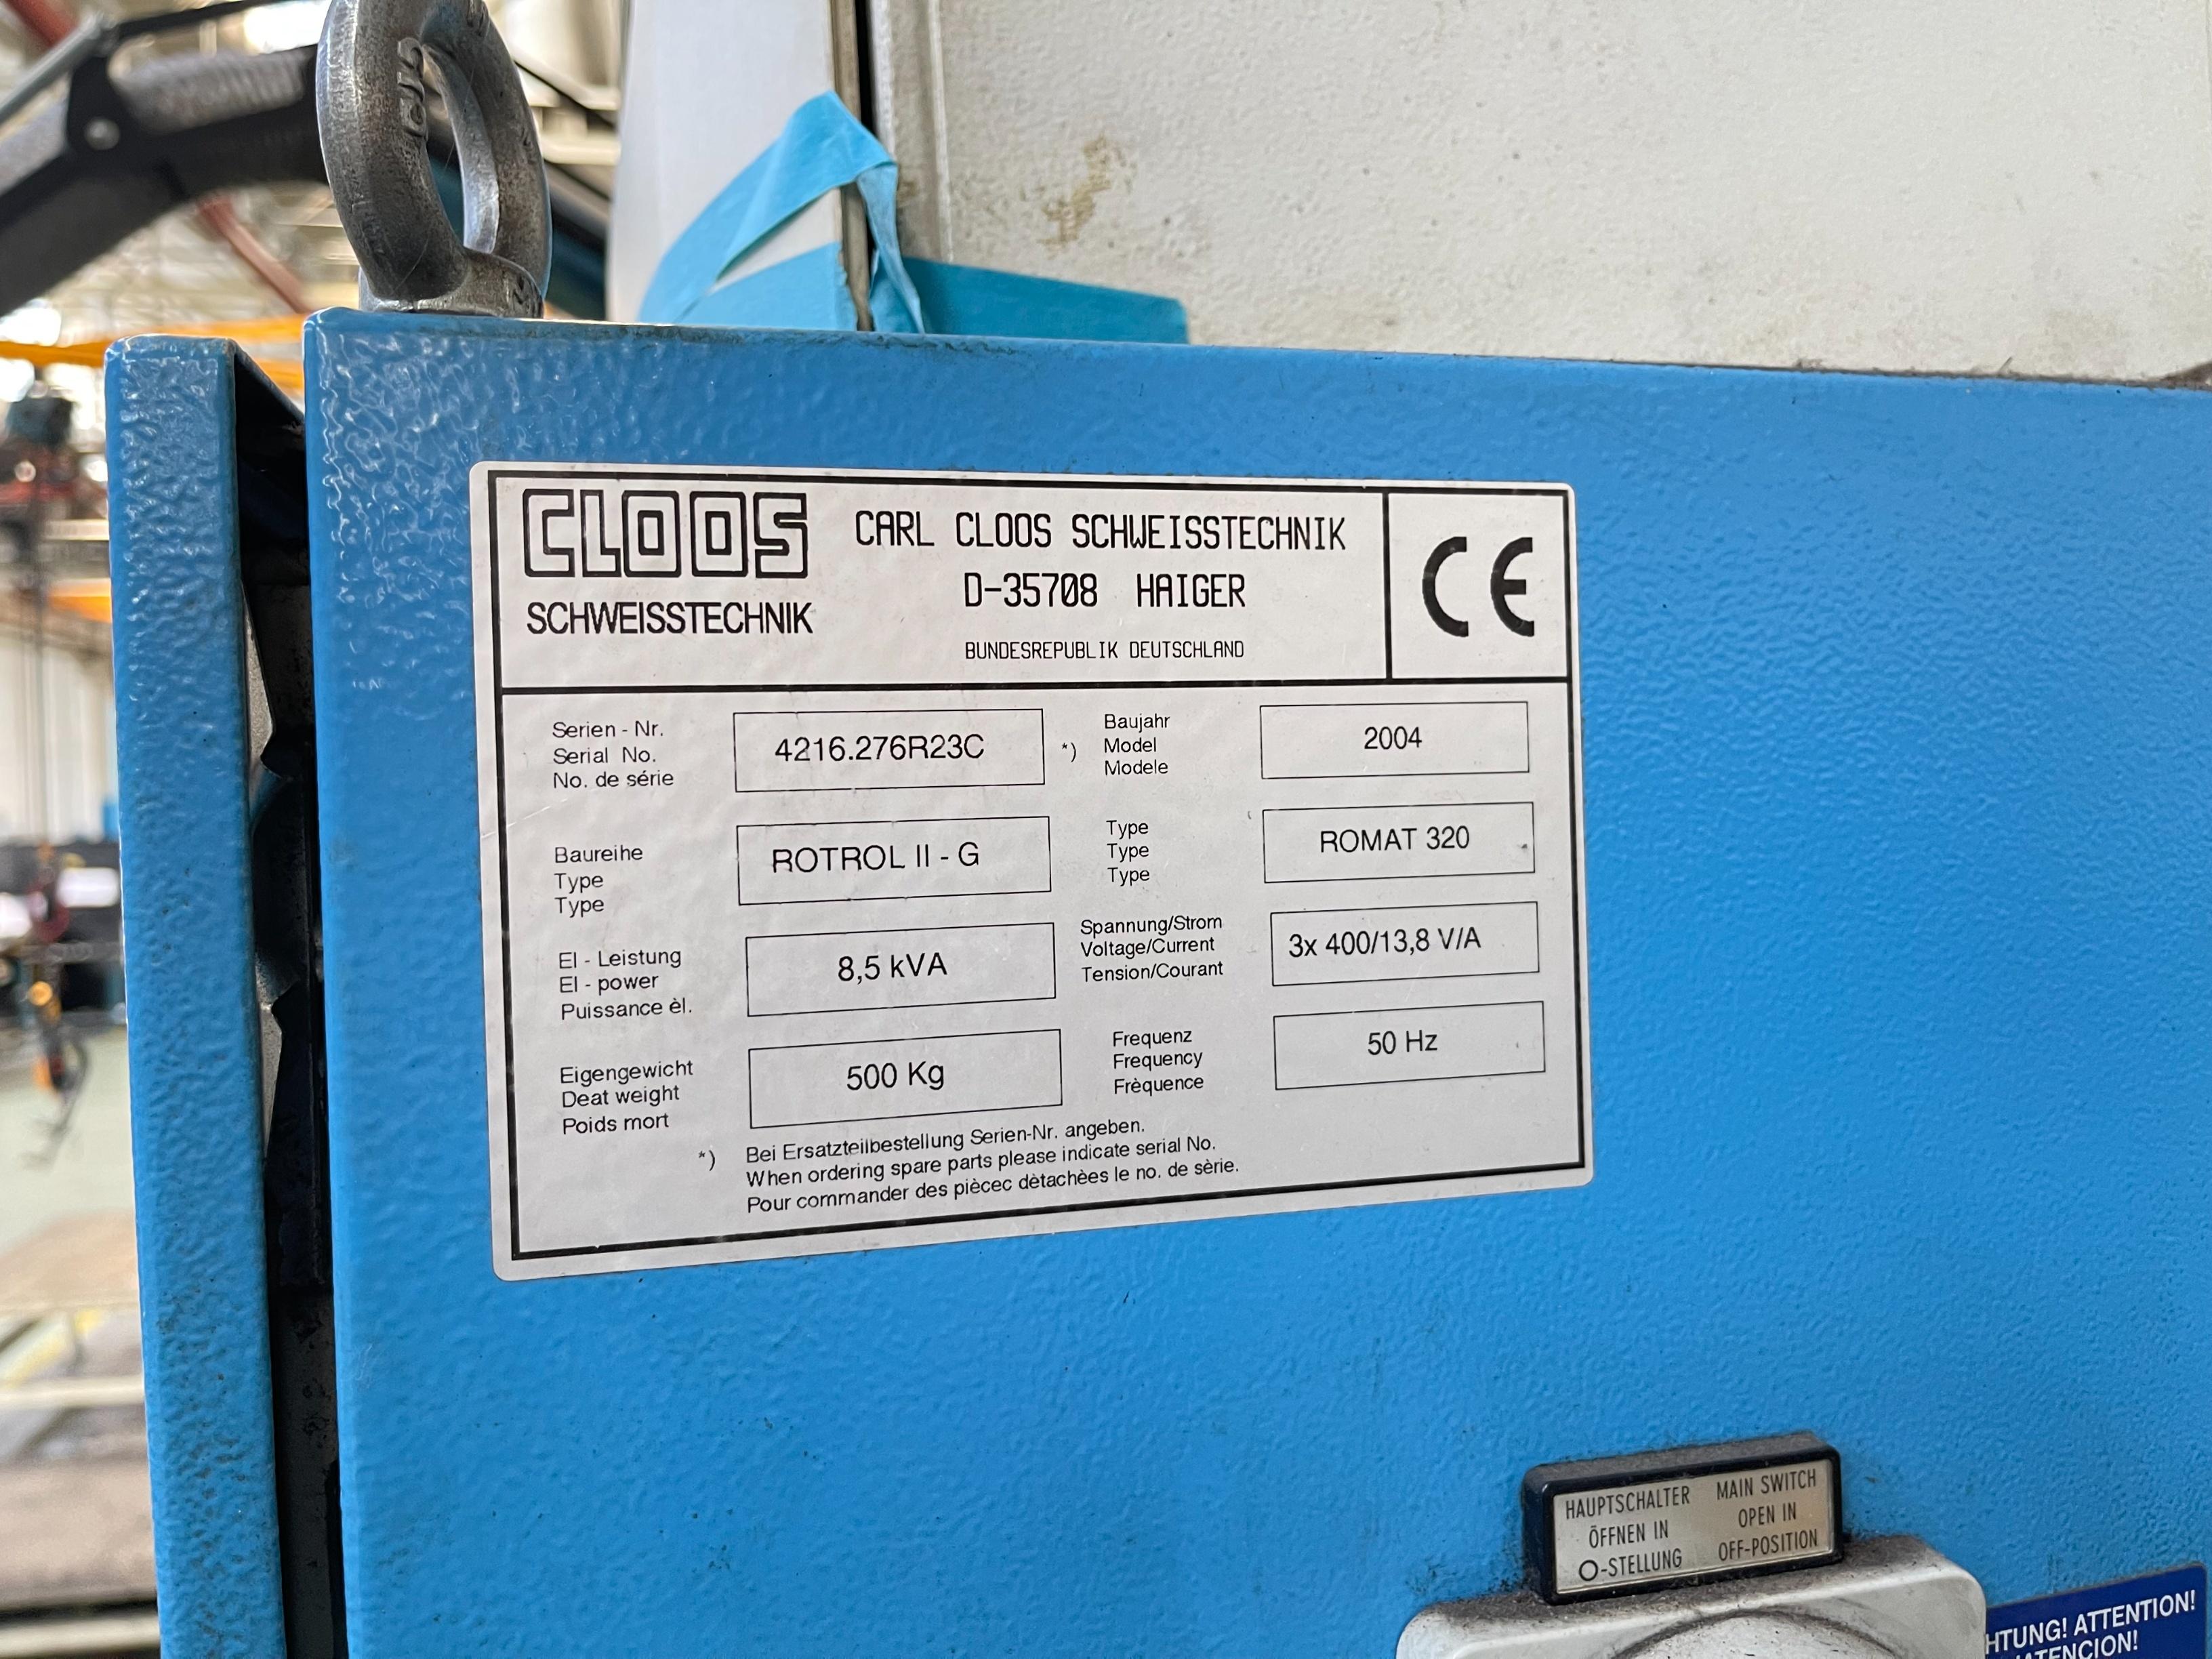 CLOOS
SCHWEISSTECHNIK
CARL CLOOS SCHWEISSTECHNIK
D-35708 HAIGER
BUNDESREPUBLIK DEUTSCHLAND
CE
Serien - Nr.
Serial No.
No. de série
4216.276R23C
*)
Baujahr
Model
Modele
2004
Baureihe
Type
Type
ROTROL II - G
Type
Type
Type
ROMAT 320
El - Leistung
El - power
Puissance èl.
8,5 kVA
Spannung/Strom
Voltage/Current
Tension/Courant
3x 400/13,8 V/A
Eigengewicht
Deat weight
Poids mort
500 Kg
Frequenz
Frequency
Frèquence
50 Hz
*)
Bei Ersatzteilbestellung Serien-Nr. angeben.
When ordering spare parts please indicate serial No.
Pour commander des piècec dètachèes le no. de sèrie.
HAUPTSCHALTER
ÖFFNEN IN
O-STELLUNG
MAIN SWITCH
OPEN IN
OFF-POSITION
HTUNG! ATTENTION!
ATENCION!